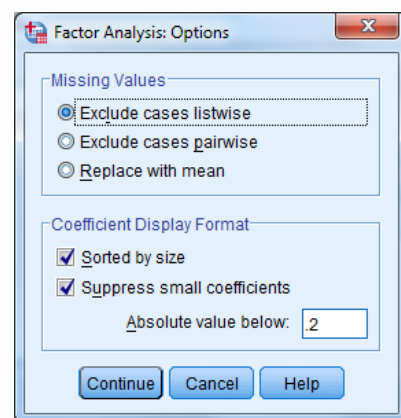 Factor Analysis: Options
Missing Values
Exclude cases listwise
Exclude cases pairwise
Replace with mean
Coefficient Display Format
Sorted by size
Suppress small coefficients
Absolute value below: .2
Continue Cancel Help